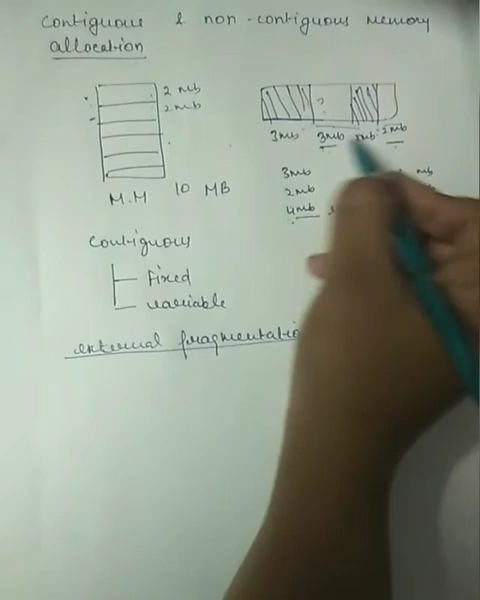 contiguous & non-contiguous memory
allocation
2 Mb
2 Mb
M.M 10 MB
3Mb 3Mb 2Mb
3Mb
2Mb
4Mb
contiguous
Fixed
variable
external fragmentatio